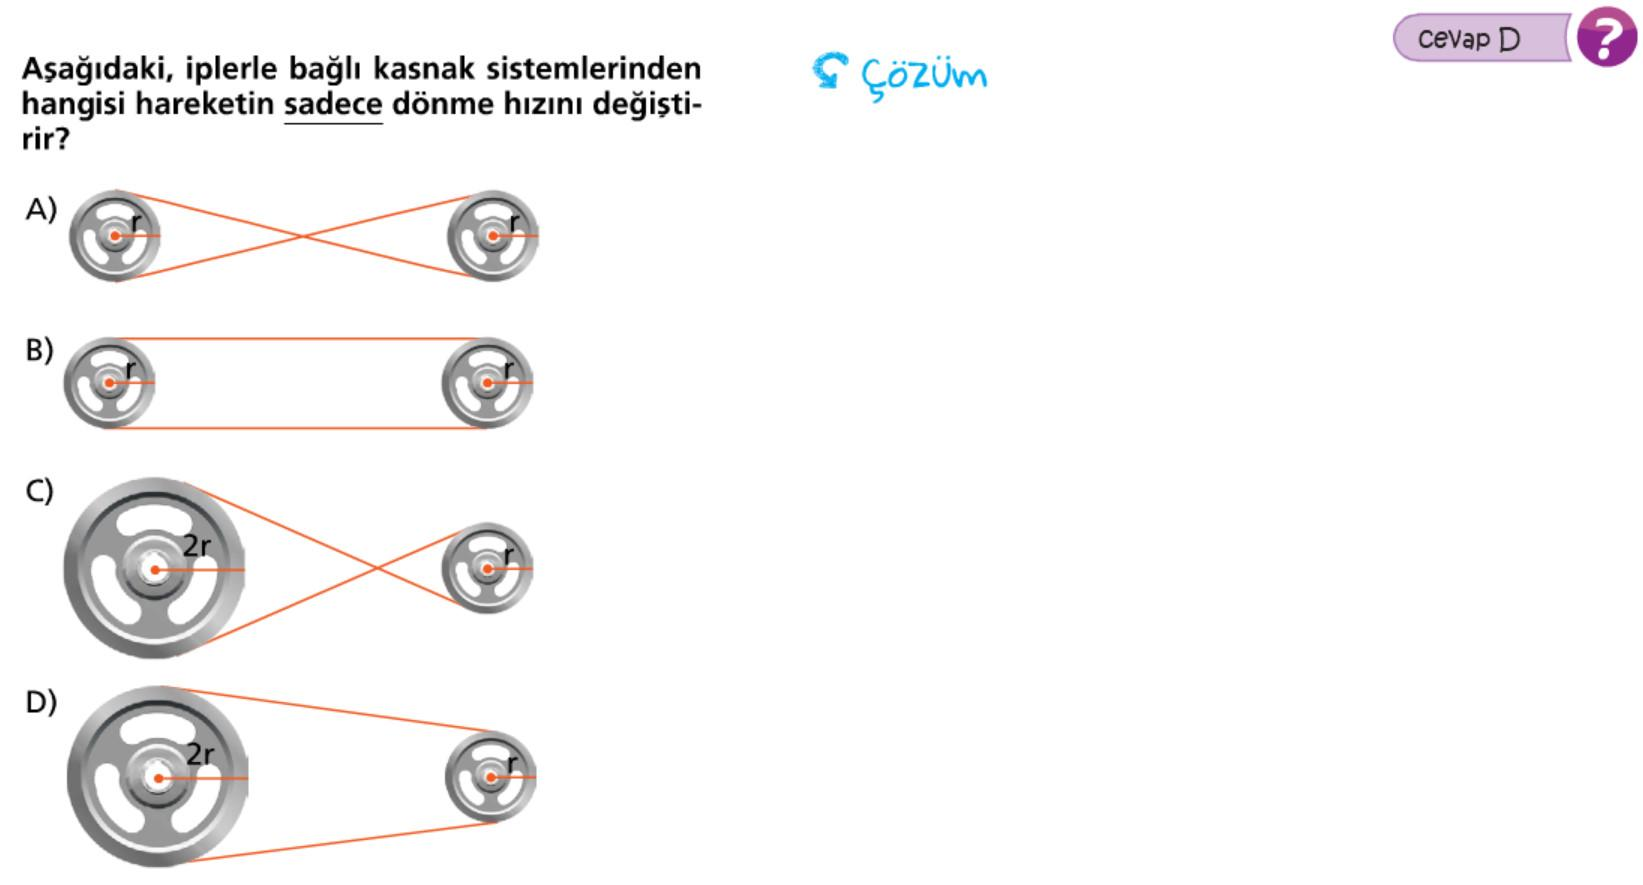 Cevap D
?
Aşağıdaki, iplerle bağlı kasnak sistemlerinden
hangisi hareketin sadece dönme hızını değişti-
rir?
Çözüm
A)
r
r
B)
r
r
C)
2r
r
D)
2r
r